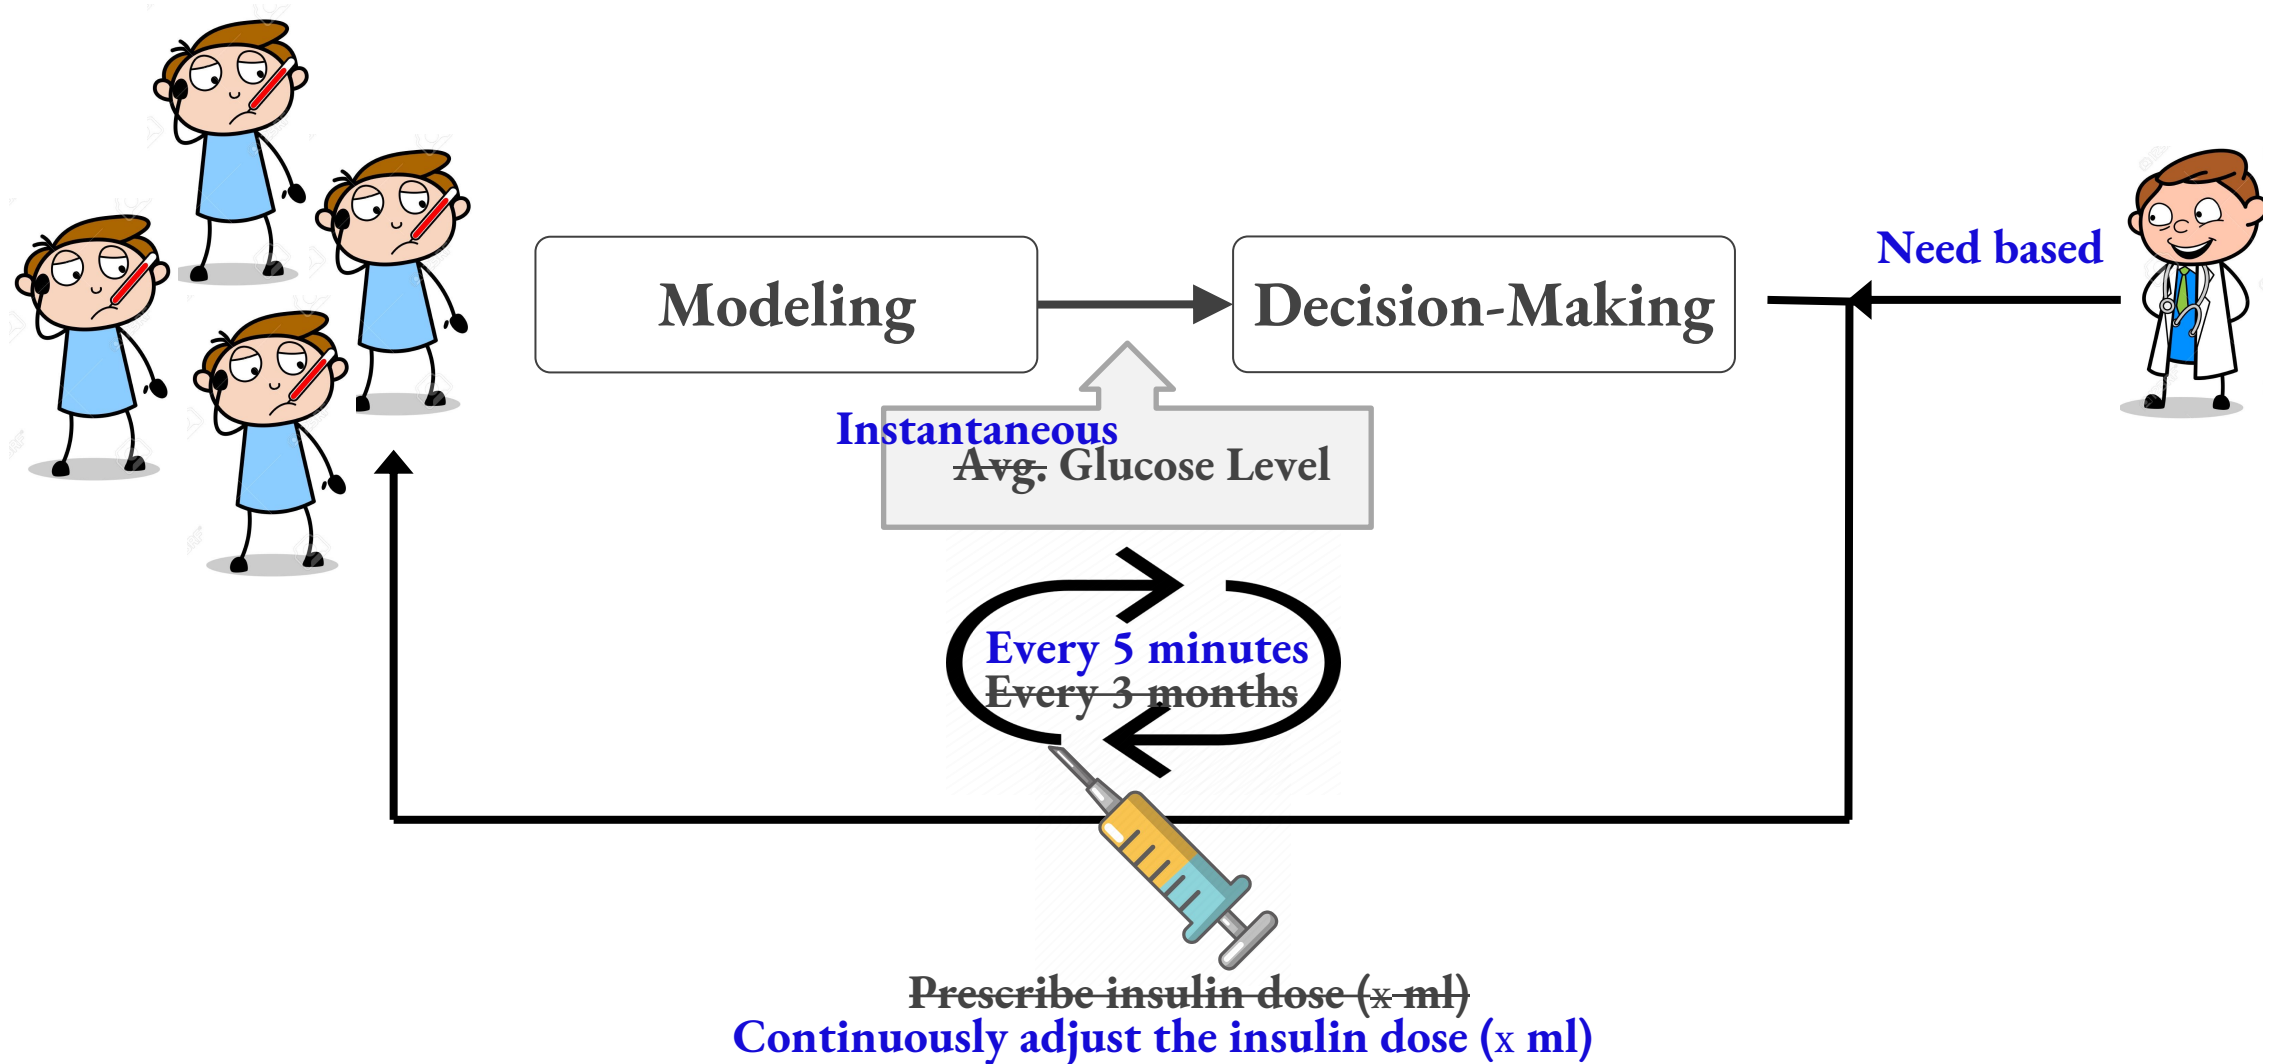 Need based
Modeling
Decision-Making
Instantaneous
Avg. Glucose Level
Every 5 minutes
Every 3 months
Prescribe insulin dose (x ml)
Continuously adjust the insulin dose (x ml)